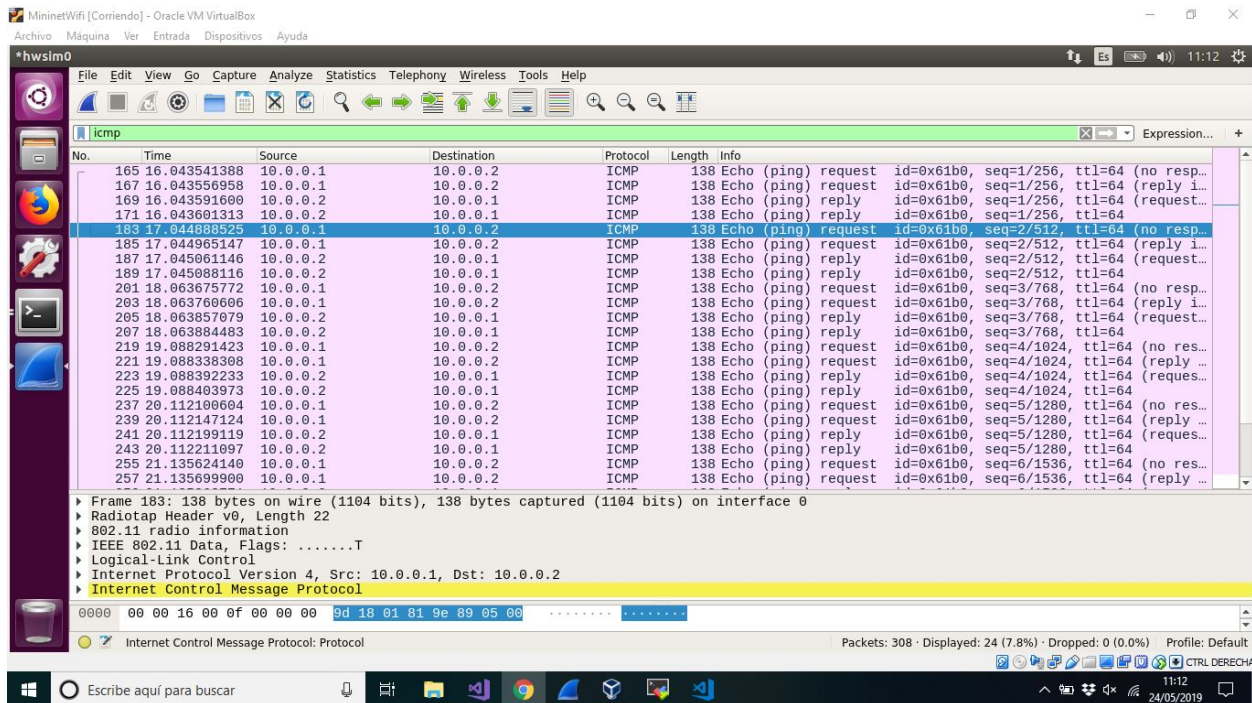 MininetWifi [Corriendo] - Oracle VM VirtualBox
Archivo Máquina Ver Entrada Dispositivos Ayuda
*hwsim0 Es 11:12
File Edit View Go Capture Analyze Statistics Telephony Wireless Tools Help
icmp Expression... +
No. Time Source Destination Protocol Length Info
165 16.043541388 10.0.0.1 10.0.0.2 ICMP 138 Echo (ping) request id=0x61b0, seq=1/256, ttl=64 (no resp…
167 16.043556958 10.0.0.1 10.0.0.2 ICMP 138 Echo (ping) request id=0x61b0, seq=1/256, ttl=64 (reply i…
169 16.043591600 10.0.0.2 10.0.0.1 ICMP 138 Echo (ping) reply id=0x61b0, seq=1/256, ttl=64 (request…
171 16.043601313 10.0.0.2 10.0.0.1 ICMP 138 Echo (ping) reply id=0x61b0, seq=1/256, ttl=64
183 17.044888525 10.0.0.1 10.0.0.2 ICMP 138 Echo (ping) request id=0x61b0, seq=2/512, ttl=64 (no resp…
185 17.044965147 10.0.0.1 10.0.0.2 ICMP 138 Echo (ping) request id=0x61b0, seq=2/512, ttl=64 (reply i…
187 17.045061146 10.0.0.2 10.0.0.1 ICMP 138 Echo (ping) reply id=0x61b0, seq=2/512, ttl=64 (request…
189 17.045088116 10.0.0.2 10.0.0.1 ICMP 138 Echo (ping) reply id=0x61b0, seq=2/512, ttl=64
201 18.063675772 10.0.0.1 10.0.0.2 ICMP 138 Echo (ping) request id=0x61b0, seq=3/768, ttl=64 (no resp…
203 18.063760606 10.0.0.1 10.0.0.2 ICMP 138 Echo (ping) request id=0x61b0, seq=3/768, ttl=64 (reply i…
205 18.063857079 10.0.0.2 10.0.0.1 ICMP 138 Echo (ping) reply id=0x61b0, seq=3/768, ttl=64 (request…
207 18.063884483 10.0.0.2 10.0.0.1 ICMP 138 Echo (ping) reply id=0x61b0, seq=3/768, ttl=64
219 19.088291423 10.0.0.1 10.0.0.2 ICMP 138 Echo (ping) request id=0x61b0, seq=4/1024, ttl=64 (no res…
221 19.088338308 10.0.0.1 10.0.0.2 ICMP 138 Echo (ping) request id=0x61b0, seq=4/1024, ttl=64 (reply …
223 19.088392233 10.0.0.2 10.0.0.1 ICMP 138 Echo (ping) reply id=0x61b0, seq=4/1024, ttl=64 (reques…
225 19.088403973 10.0.0.2 10.0.0.1 ICMP 138 Echo (ping) reply id=0x61b0, seq=4/1024, ttl=64
237 20.112100604 10.0.0.1 10.0.0.2 ICMP 138 Echo (ping) request id=0x61b0, seq=5/1280, ttl=64 (no res…
239 20.112147124 10.0.0.1 10.0.0.2 ICMP 138 Echo (ping) request id=0x61b0, seq=5/1280, ttl=64 (reply …
241 20.112199119 10.0.0.2 10.0.0.1 ICMP 138 Echo (ping) reply id=0x61b0, seq=5/1280, ttl=64 (reques…
243 20.112211097 10.0.0.2 10.0.0.1 ICMP 138 Echo (ping) reply id=0x61b0, seq=5/1280, ttl=64
255 21.135624140 10.0.0.1 10.0.0.2 ICMP 138 Echo (ping) request id=0x61b0, seq=6/1536, ttl=64 (no res…
257 21.135699900 10.0.0.1 10.0.0.2 ICMP 138 Echo (ping) request id=0x61b0, seq=6/1536, ttl=64 (reply …
Frame 183: 138 bytes on wire (1104 bits), 138 bytes captured (1104 bits) on interface 0
Radiotap Header v0, Length 22
802.11 radio information
IEEE 802.11 Data, Flags: .......T
Logical-Link Control
Internet Protocol Version 4, Src: 10.0.0.1, Dst: 10.0.0.2
Internet Control Message Protocol
0000 00 00 16 00 0f 00 00 00 9d 18 01 81 9e 89 05 00 ········ ········
Internet Control Message Protocol: Protocol Packets: 308 · Displayed: 24 (7.8%) · Dropped: 0 (0.0%) Profile: Default
CTRL DERECHA
Escribe aquí para buscar 11:12
24/05/2019